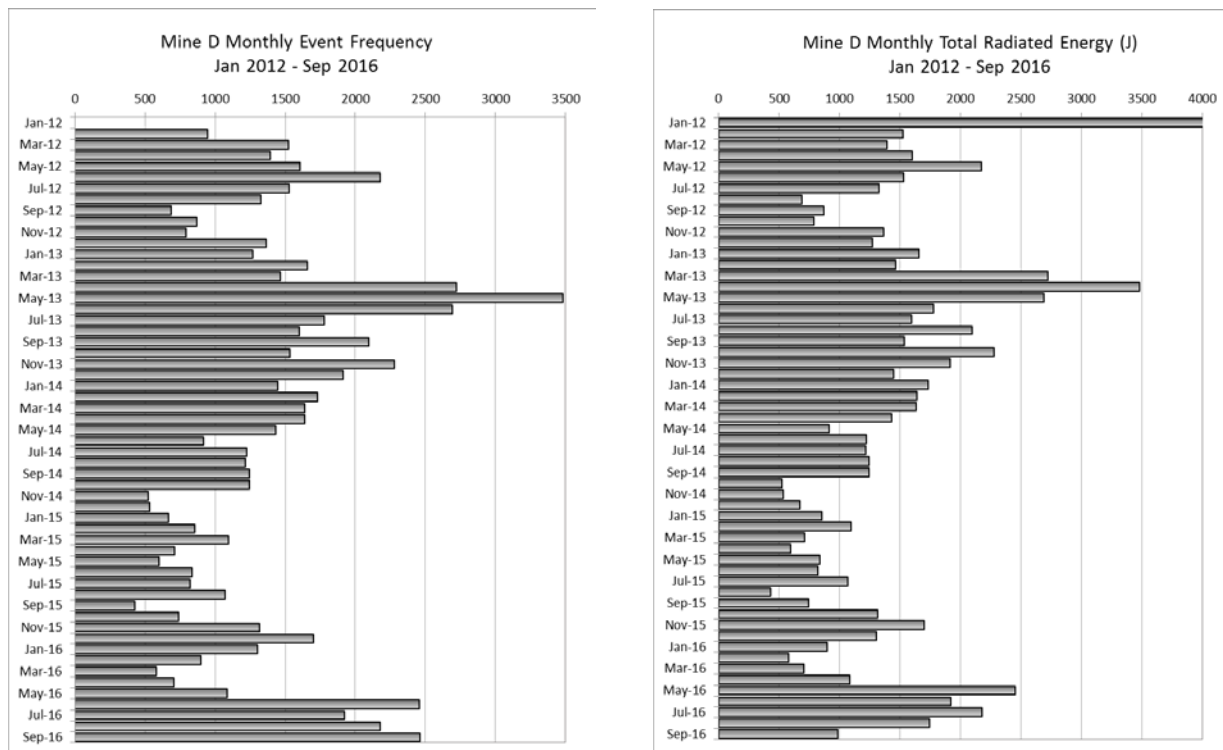 Mine D Monthly Event Frequency
Jan 2012 - Sep 2016
0 500 1000 1500 2000 2500 3000 3500
Jan-12
Mar-12
May-12
Jul-12
Sep-12
Nov-12
Jan-13
Mar-13
May-13
Jul-13
Sep-13
Nov-13
Jan-14
Mar-14
May-14
Jul-14
Sep-14
Nov-14
Jan-15
Mar-15
May-15
Jul-15
Sep-15
Nov-15
Jan-16
Mar-16
May-16
Jul-16
Sep-16
Mine D Monthly Total Radiated Energy (J)
Jan 2012 - Sep 2016
0 500 1000 1500 2000 2500 3000 3500 4000
Jan-12
Mar-12
May-12
Jul-12
Sep-12
Nov-12
Jan-13
Mar-13
May-13
Jul-13
Sep-13
Nov-13
Jan-14
Mar-14
May-14
Jul-14
Sep-14
Nov-14
Jan-15
Mar-15
May-15
Jul-15
Sep-15
Nov-15
Jan-16
Mar-16
May-16
Jul-16
Sep-16